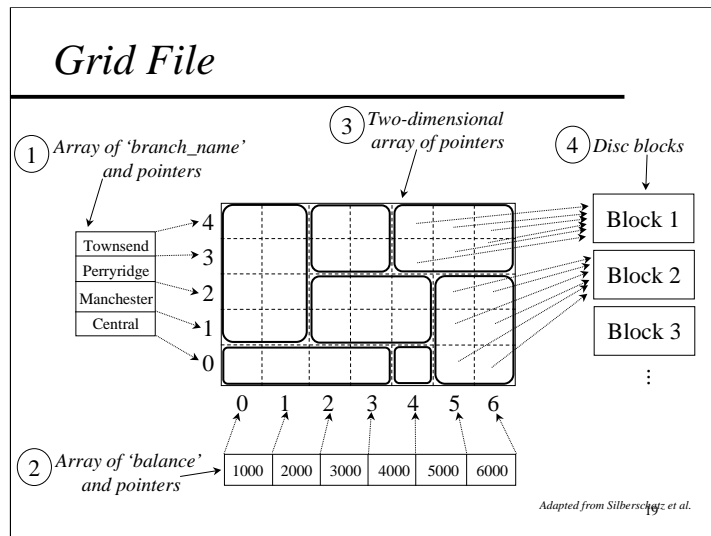 Grid File
1
Array of ‘branch_name’
and pointers
3
Two-dimensional
array of pointers
4
Disc blocks
Townsend
Perryridge
Manchester
Central
4
3
2
1
0
Block 1
Block 2
Block 3
⋮
0 1 2 3 4 5 6
2
Array of ‘balance’
and pointers
1000 2000 3000 4000 5000 6000
Adapted from Silberschatz et al.
19